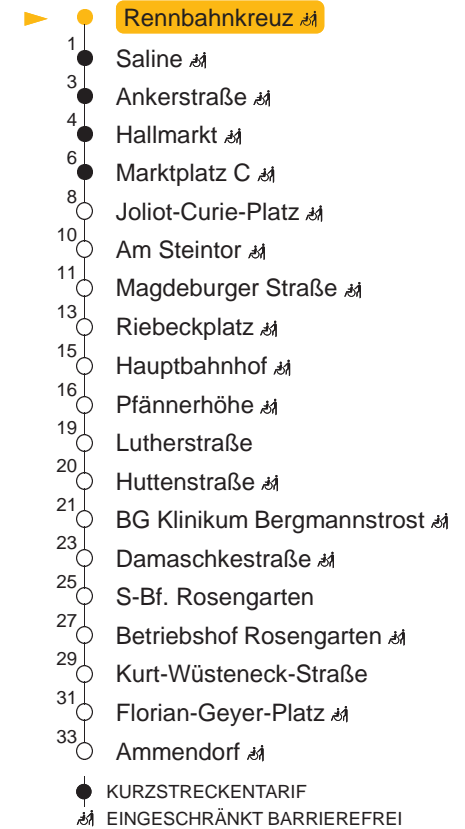 Rennbahnkreuz
1 Saline
3 Ankerstraße
4 Hallmarkt
6 Marktplatz C
8 Joliot-Curie-Platz
10 Am Steintor
11 Magdeburger Straße
13 Riebeckplatz
15 Hauptbahnhof
16 Pfännerhöhe
19 Lutherstraße
20 Huttenstraße
21 BG Klinikum Bergmannstrost
23 Damaschkestraße
25 S-Bf. Rosengarten
27 Betriebshof Rosengarten
29 Kurt-Wüsteneck-Straße
31 Florian-Geyer-Platz
33 Ammendorf
KURZSTRECKENTARIF
EINGESCHRÄNKT BARRIEREFREI